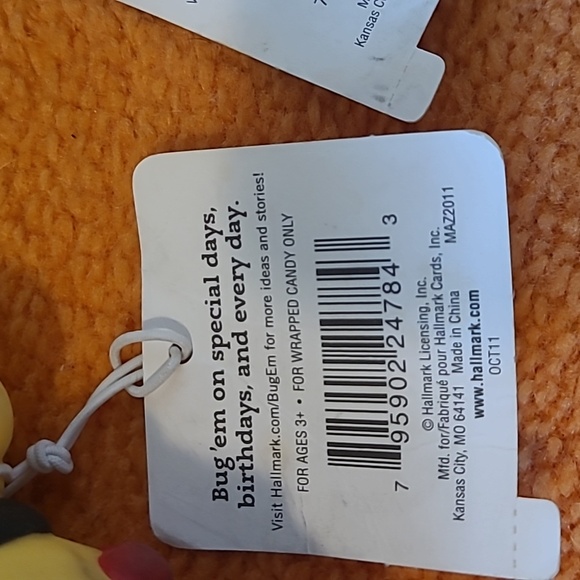 Bug 'em on special days,
birthdays, and every day.
Visit Hallmark.com/BugEm for more ideas and stories!
FOR AGES 3+ • FOR WRAPPED CANDY ONLY
7 95902 24784 3
© Hallmark Licensing, Inc.
Mfd. for/Fabriqué pour Hallmark Cards, Inc.
Kansas City, MO 64141 Made in China MAZ2011
www.hallmark.com
OCT11
Kansas C